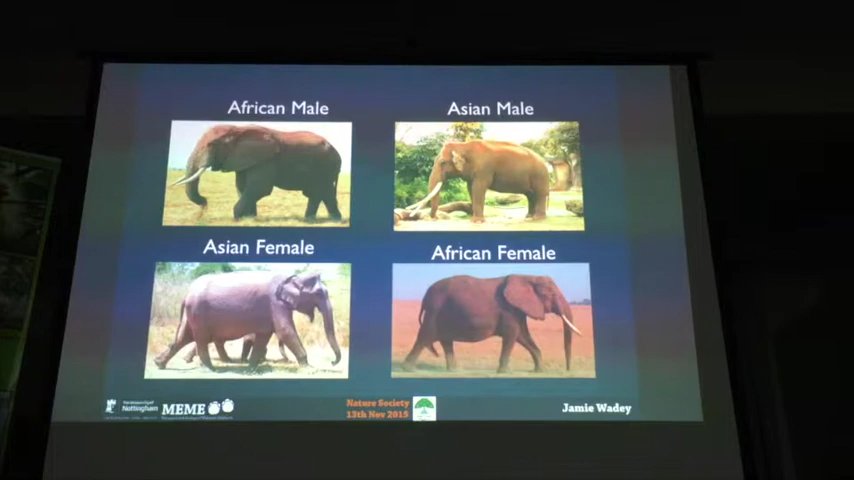 African Male
Asian Male
Asian Female
African Female
Nottingham
MEME
Nature Society
13th Nov 2015
Jamie Wadey